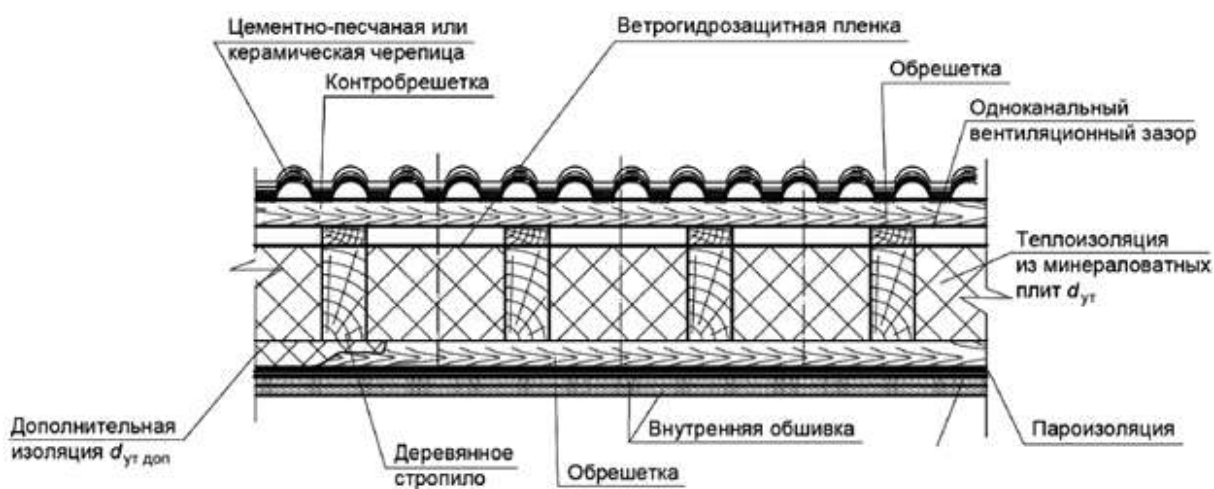 Цементно-песчаная или
керамическая черепица
Контробрешетка
Ветрогидрозащитная пленка
Обрешетка
Одноканальный
вентиляционный зазор
Теплоизоляция
из минераловатных
плит dут
Дополнительная
изоляция dут доп
Деревянное
стропило
Обрешетка
Внутренняя обшивка
Пароизоляция